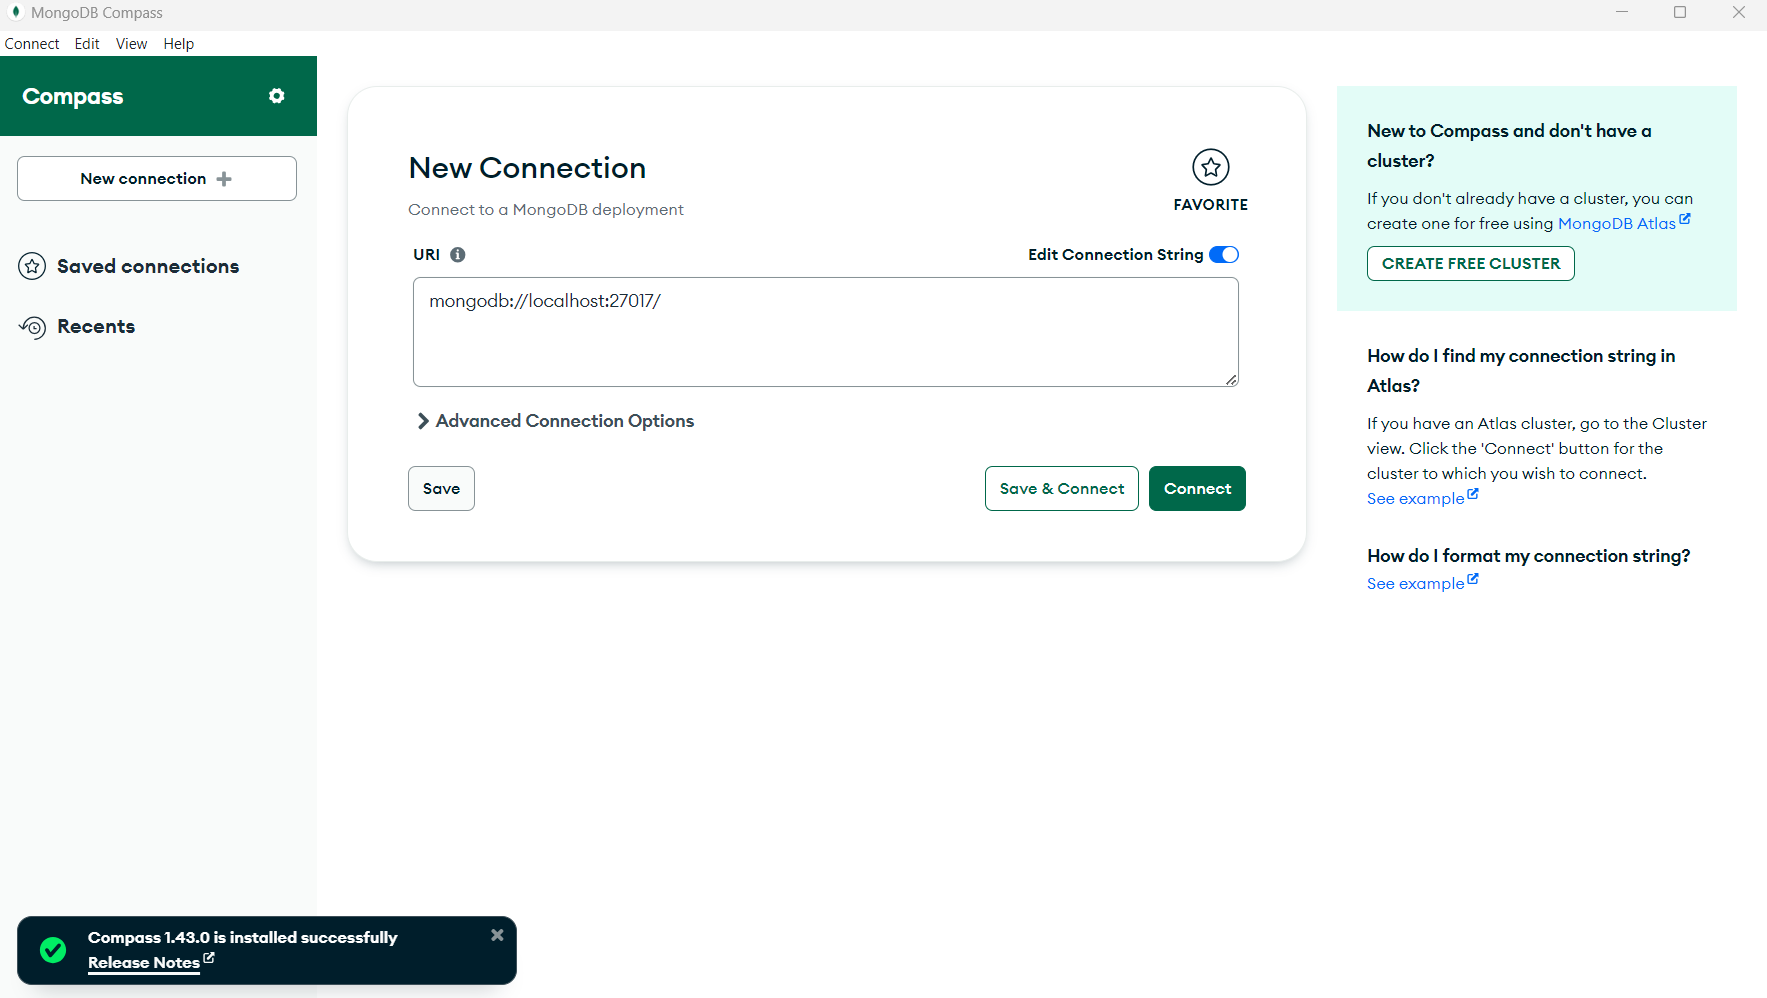 MongoDB Compass
Connect Edit View Help
Compass
New connection
Saved connections
Recents
New Connection
Connect to a MongoDB deployment
FAVORITE
URI
Edit Connection String
mongodb://localhost:27017/
Advanced Connection Options
Save
Save & Connect
Connect
New to Compass and don't have a
cluster?
If you don't already have a cluster, you can
create one for free using MongoDB Atlas
CREATE FREE CLUSTER
How do I find my connection string in
Atlas?
If you have an Atlas cluster, go to the Cluster
view. Click the 'Connect' button for the
cluster to which you wish to connect.
See example
How do I format my connection string?
See example
Compass 1.43.0 is installed successfully
Release Notes